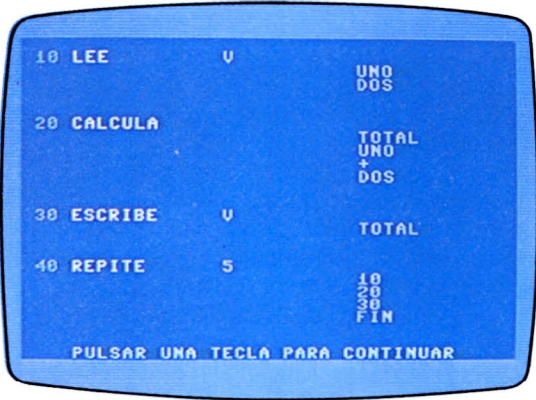 10 LEE V
UNO
DOS
20 CALCULA
TOTAL
UNO
+
DOS
30 ESCRIBE V
TOTAL
40 REPITE 5
10
20
30
FIN
PULSAR UNA TECLA PARA CONTINUAR